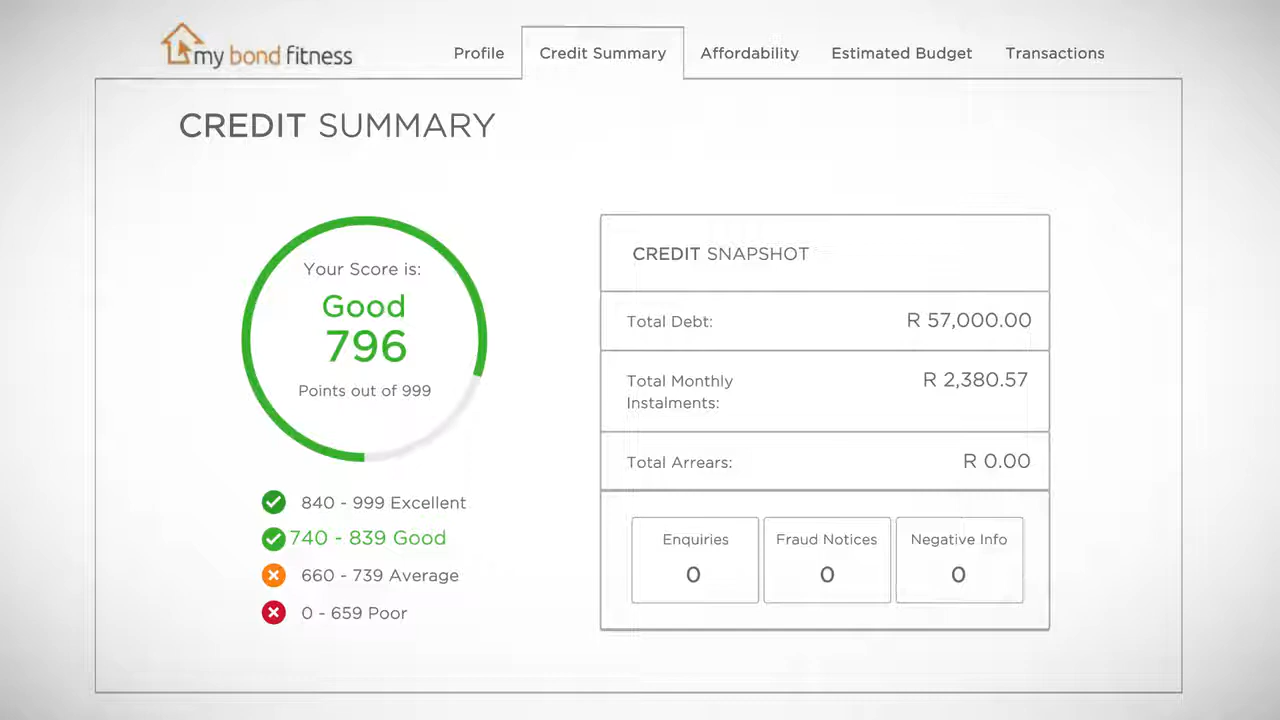 my bond fitness
Profile
Credit Summary
Affordability
Estimated Budget
Transactions
CREDIT SUMMARY
Your Score is:
Good
796
Points out of 999
840 - 999 Excellent
740 - 839 Good
660 - 739 Average
0 - 659 Poor
CREDIT SNAPSHOT
Total Debt:
R 57,000.00
Total Monthly
Instalments:
R 2,380.57
Total Arrears:
R 0.00
Enquiries
0
Fraud Notices
0
Negative Info
0